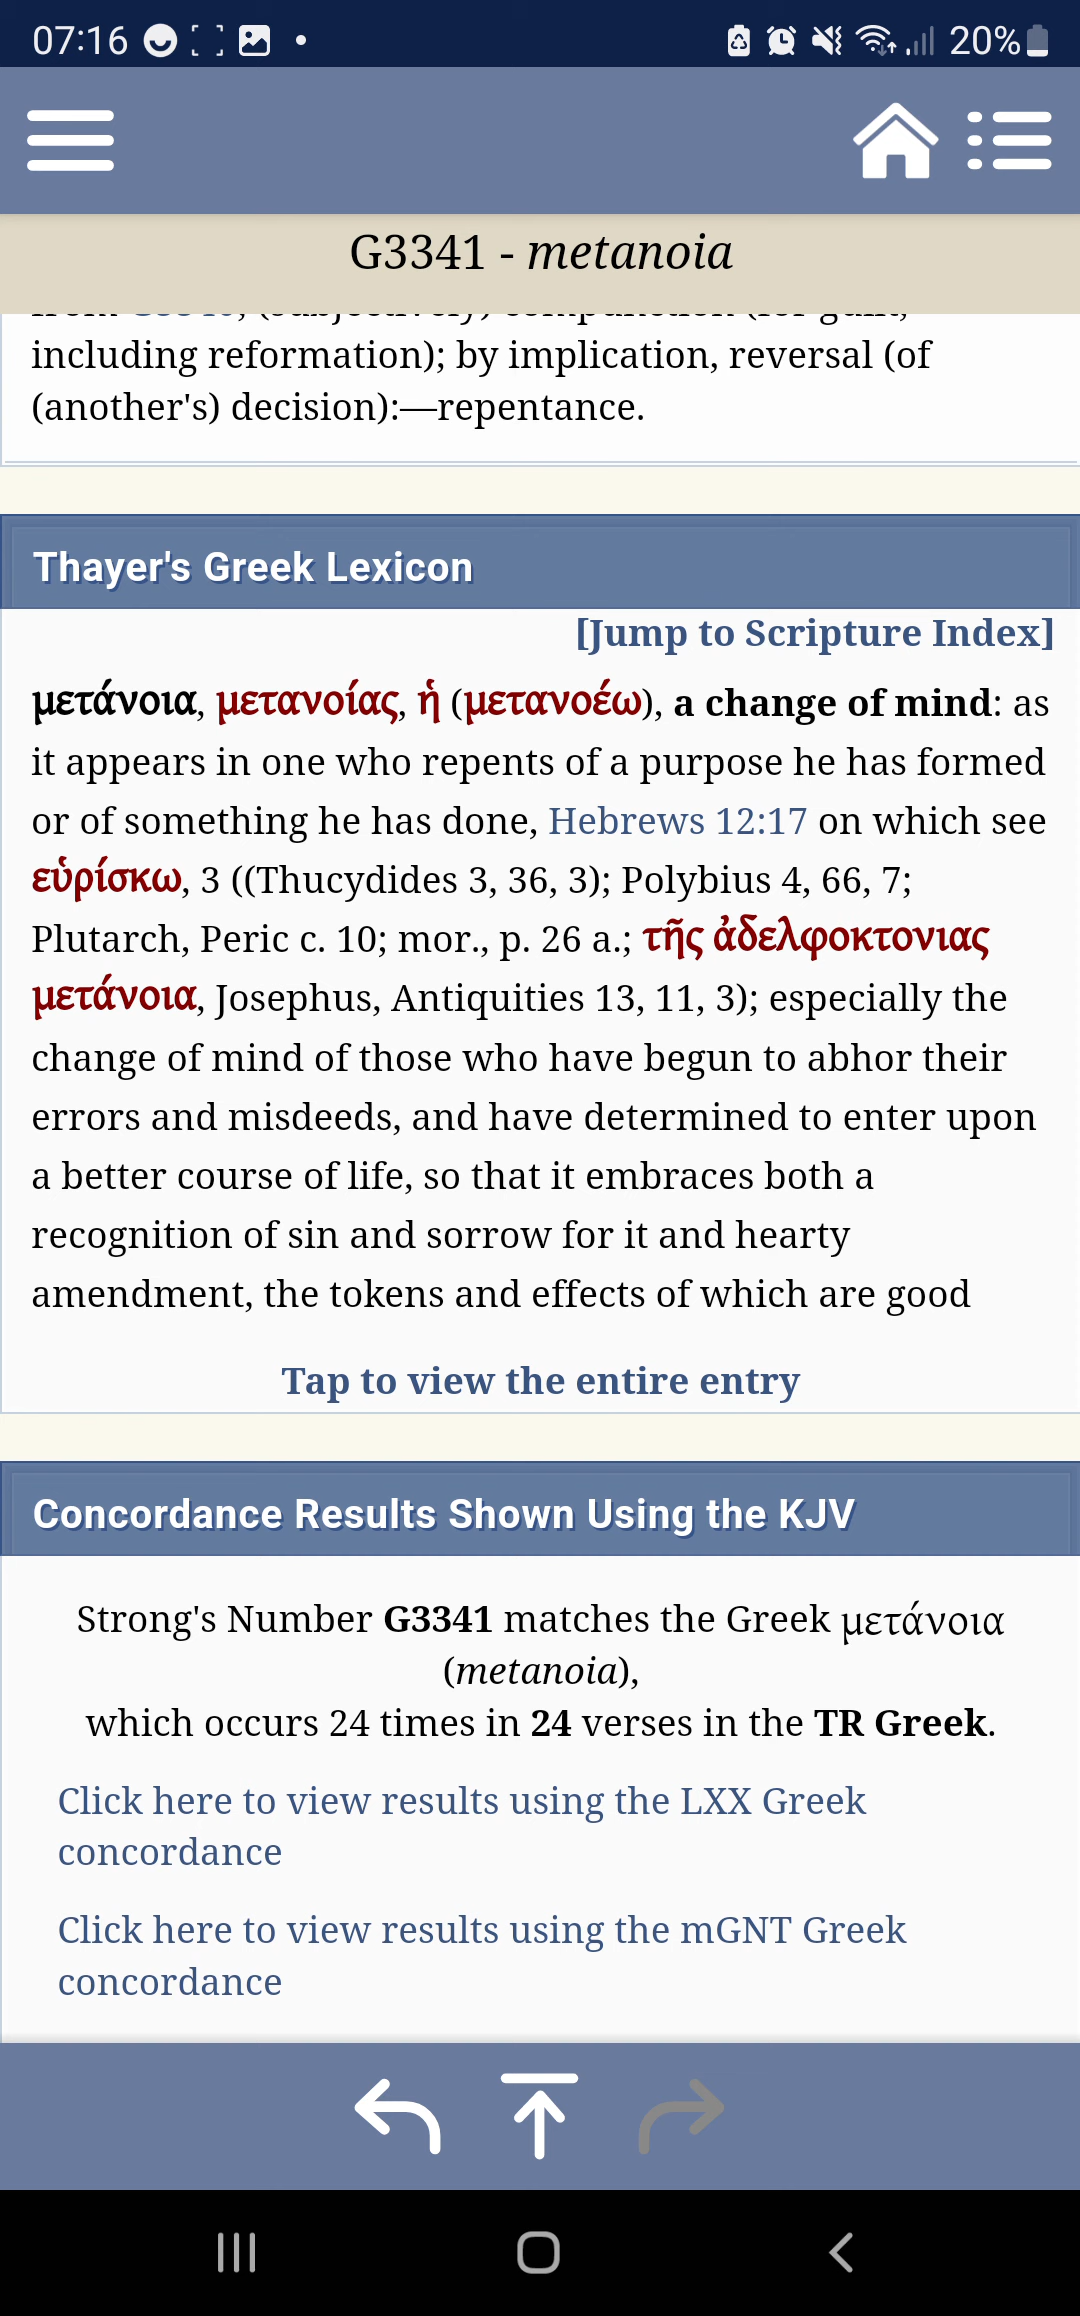 07:16
20%
G3341 - metanoia
including reformation); by implication, reversal (of
(another's) decision):—repentance.
Thayer's Greek Lexicon
[Jump to Scripture Index]
μετάνοια, μετανοίας, ἡ (μετανοέω), a change of mind: as
it appears in one who repents of a purpose he has formed
or of something he has done, Hebrews 12:17 on which see
εὑρίσκω, 3 ((Thucydides 3, 36, 3); Polybius 4, 66, 7;
Plutarch, Peric c. 10; mor., p. 26 a.; τῆς ἀδελφοκτονιας
μετάνοια, Josephus, Antiquities 13, 11, 3); especially the
change of mind of those who have begun to abhor their
errors and misdeeds, and have determined to enter upon
a better course of life, so that it embraces both a
recognition of sin and sorrow for it and hearty
amendment, the tokens and effects of which are good
Tap to view the entire entry
Concordance Results Shown Using the KJV
Strong's Number G3341 matches the Greek μετάνοια
(metanoia),
which occurs 24 times in 24 verses in the TR Greek.
Click here to view results using the LXX Greek
concordance
Click here to view results using the mGNT Greek
concordance